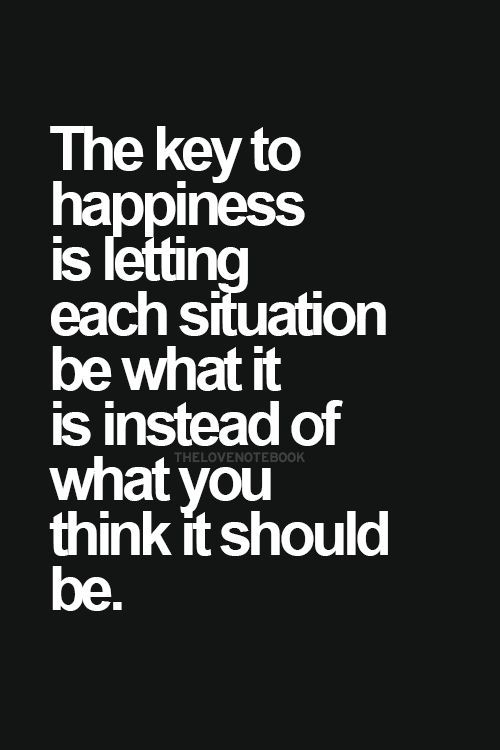 The key to
happiness
is letting
each situation
be what it
is instead of
THELOVENOTEBOOK
what you
think it should
be.